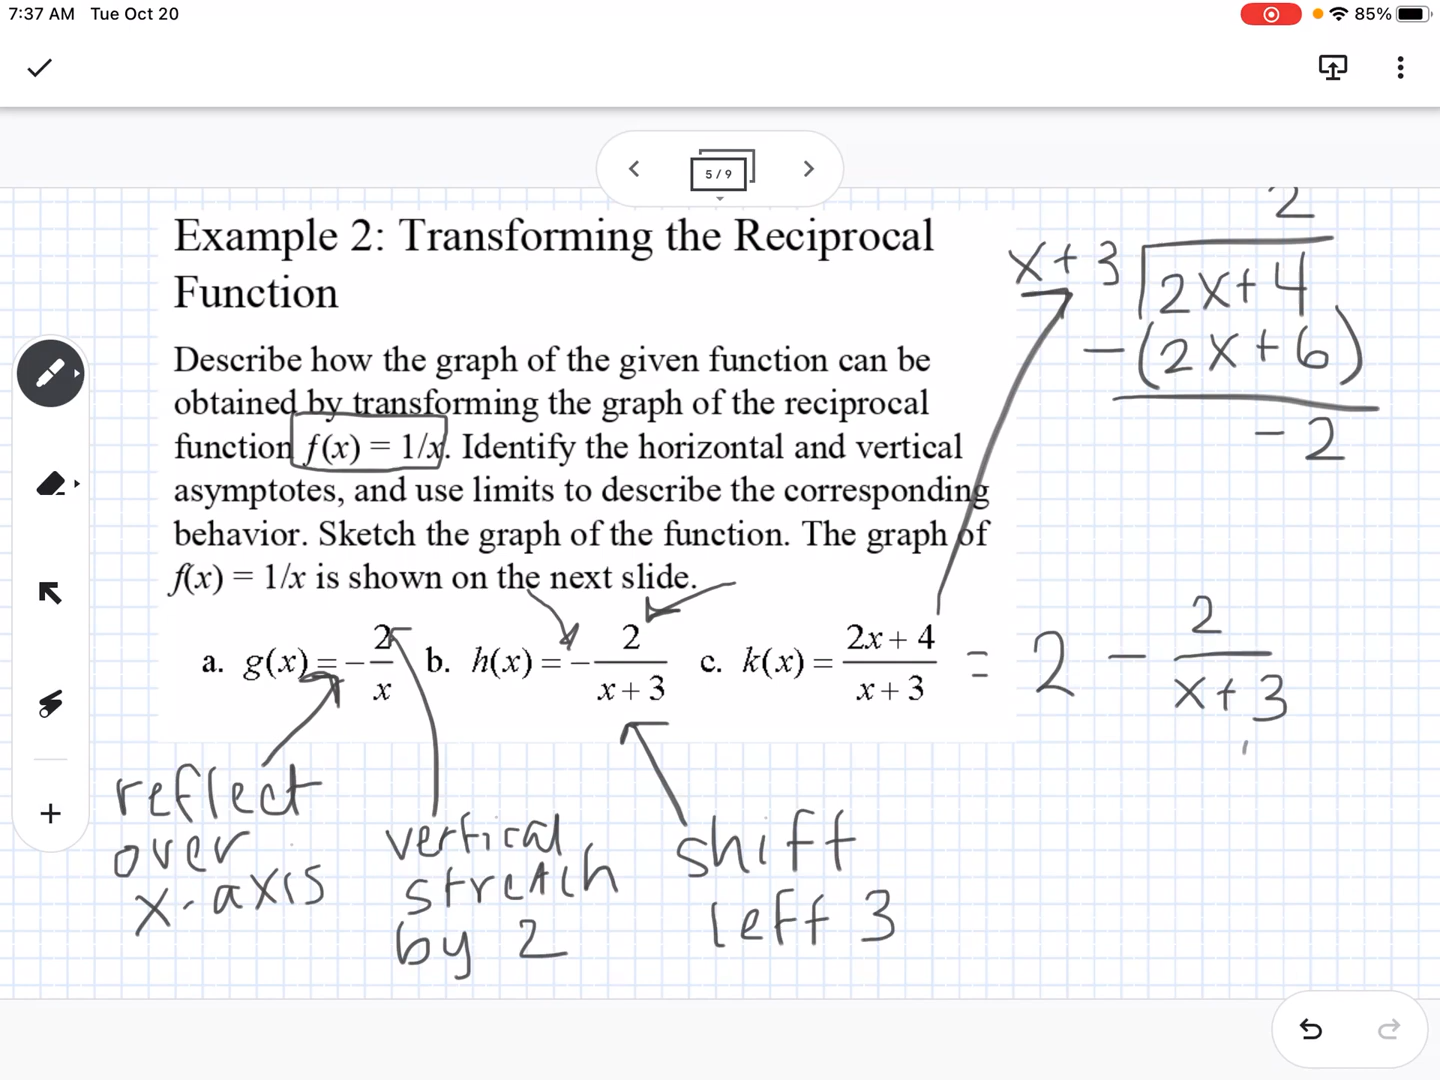 7:37 AM Tue Oct 20
85%
5 / 9
Example 2: Transforming the Reciprocal
Function
Describe how the graph of the given function can be
obtained by transforming the graph of the reciprocal
function f(x) = 1/x. Identify the horizontal and vertical
asymptotes, and use limits to describe the corresponding
behavior. Sketch the graph of the function. The graph of
f(x) = 1/x is shown on the next slide.
a. g(x) = -2/x b. h(x) = -2/(x + 3) c. k(x) = (2x + 4)/(x + 3) = 2 - 2/(x+3)
2
x+3 2x+4
-(2x+6)
-2
reflect
over
x-axis
vertical
stretch
by 2
shift
left 3